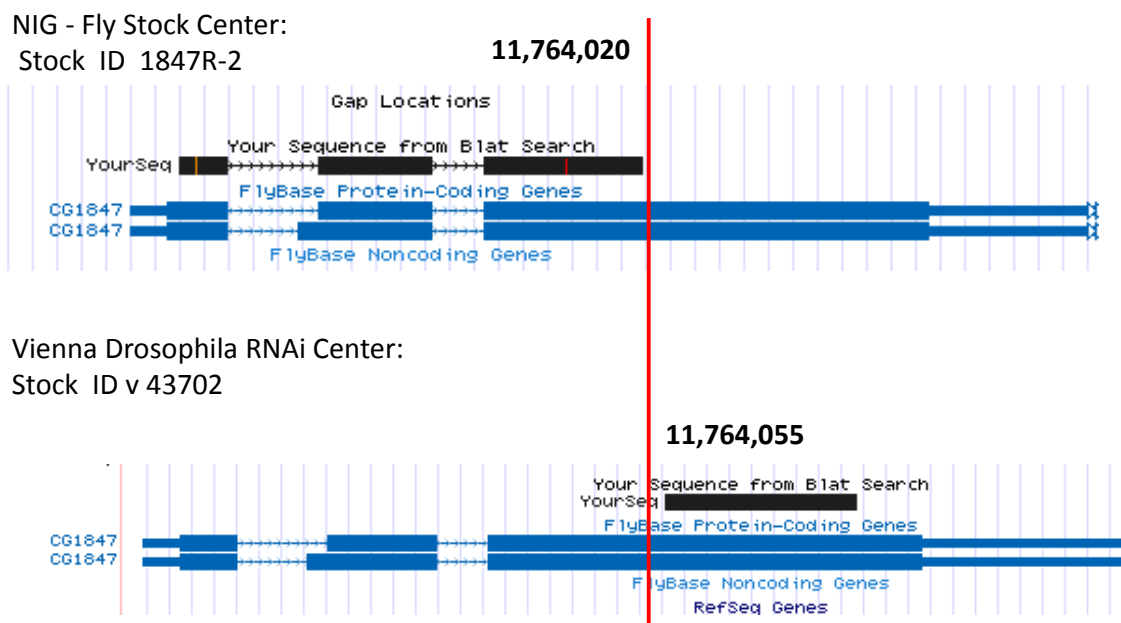 NIG - Fly Stock Center:
Stock ID 1847R-2
11,764,020
Gap Locations
Your Sequence from Blat Search
YourSeq
FlyBase Protein-Coding Genes
CG1847
CG1847
FlyBase Noncoding Genes
Vienna Drosophila RNAi Center:
Stock ID v 43702
11,764,055
Your Sequence from Blat Search
YourSeq
FlyBase Protein-Coding Genes
CG1847
CG1847
FlyBase Noncoding Genes
RefSeq Genes